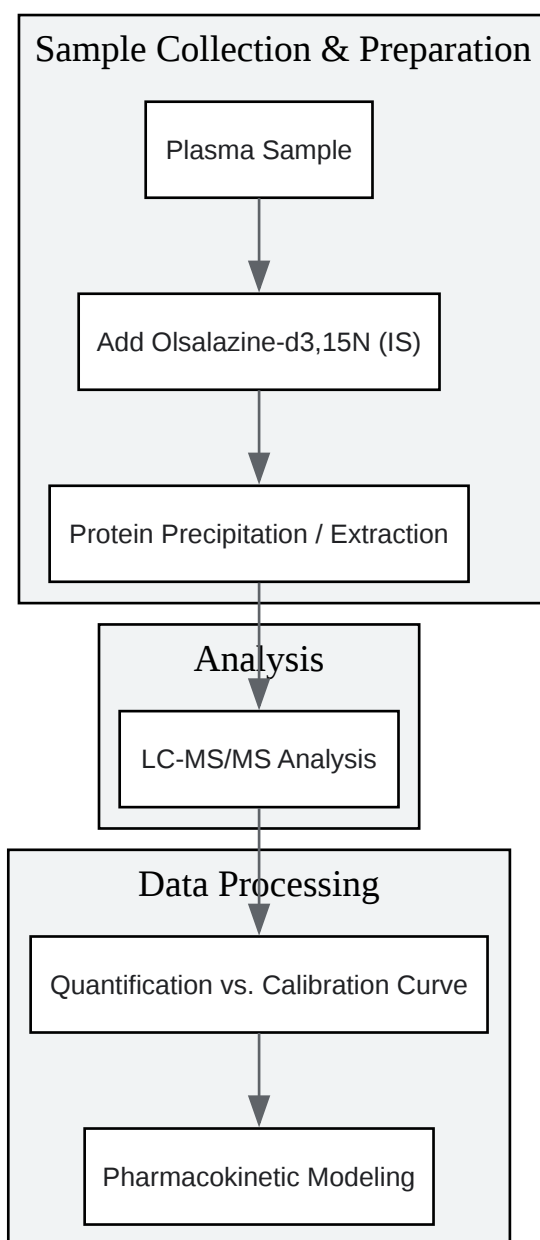 Sample Collection & Preparation
Plasma Sample
Add Olsalazine-d3,15N (IS)
Protein Precipitation / Extraction
Analysis
LC-MS/MS Analysis
Data Processing
Quantification vs. Calibration Curve
Pharmacokinetic Modeling